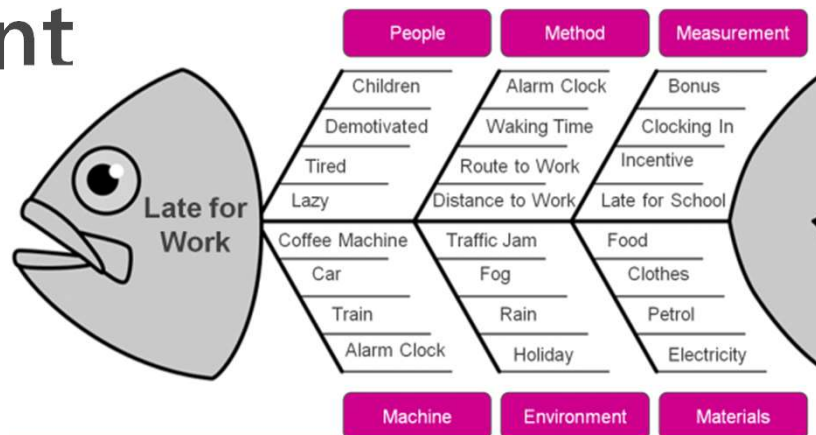 nt
People
Method
Measurement
Children
Demotivated
Tired
Lazy
Alarm Clock
Waking Time
Route to Work
Distance to Work
Bonus
Clocking In
Incentive
Late for School
Late for
Work
Coffee Machine
Car
Train
Alarm Clock
Traffic Jam
Fog
Rain
Holiday
Food
Clothes
Petrol
Electricity
Machine
Environment
Materials